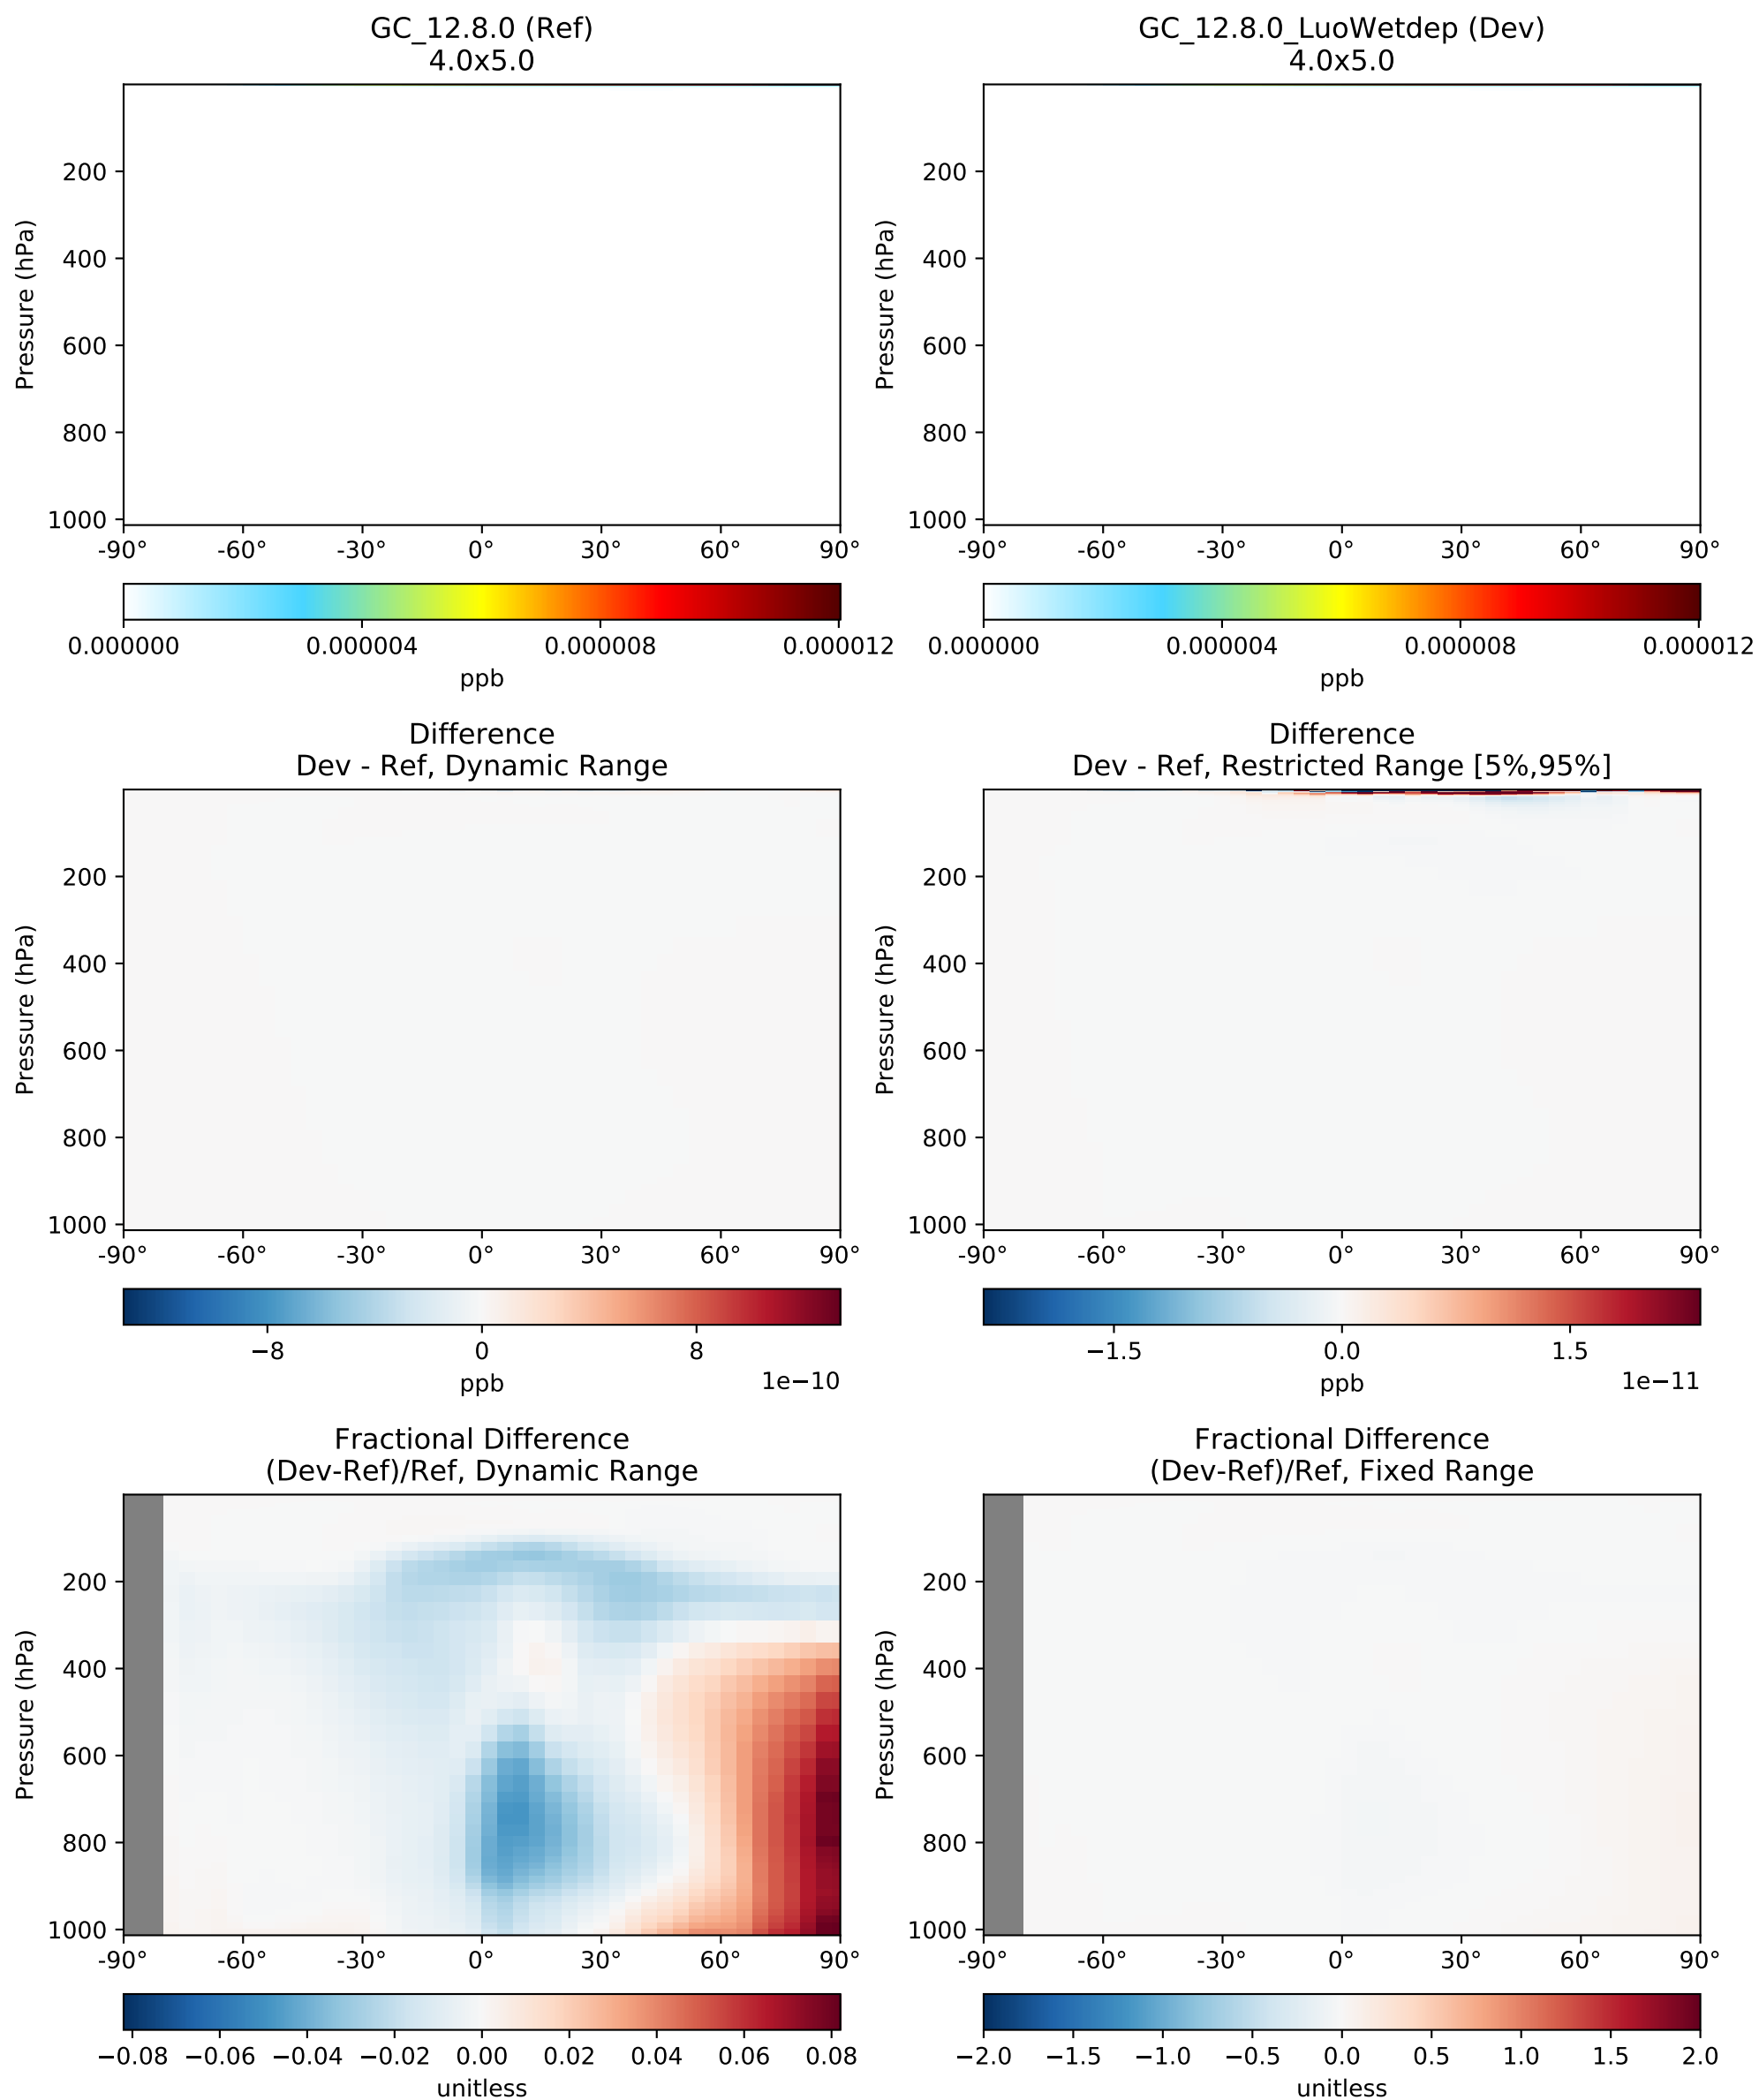 GC_12.8.0 (Ref)
4.0x5.0
GC_12.8.0_LuoWetdep (Dev)
4.0x5.0
Pressure (hPa)
200
400
600
800
1000
-90° -60° -30° 0° 30° 60° 90°
0.000000 0.000004 0.000008 0.000012
ppb
Pressure (hPa)
200
400
600
800
1000
-90° -60° -30° 0° 30° 60° 90°
0.000000 0.000004 0.000008 0.000012
ppb
Difference
Dev - Ref, Dynamic Range
Pressure (hPa)
200
400
600
800
1000
-90° -60° -30° 0° 30° 60° 90°
−8 0 8
1e−10
ppb
Difference
Dev - Ref, Restricted Range [5%,95%]
Pressure (hPa)
200
400
600
800
1000
-90° -60° -30° 0° 30° 60° 90°
−1.5 0.0 1.5
1e−11
ppb
Fractional Difference
(Dev-Ref)/Ref, Dynamic Range
Pressure (hPa)
200
400
600
800
1000
-90° -60° -30° 0° 30° 60° 90°
−0.08 −0.06 −0.04 −0.02 0.00 0.02 0.04 0.06 0.08
unitless
Fractional Difference
(Dev-Ref)/Ref, Fixed Range
Pressure (hPa)
200
400
600
800
1000
-90° -60° -30° 0° 30° 60° 90°
−2.0 −1.5 −1.0 −0.5 0.0 0.5 1.0 1.5 2.0
unitless